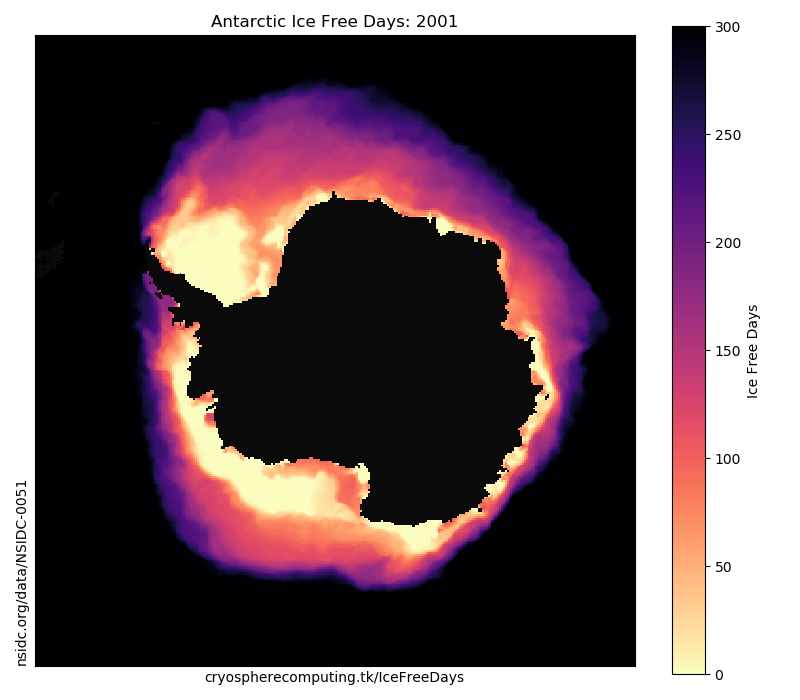 Antarctic Ice Free Days: 2001
300
250
200
150
100
50
0
Ice Free Days
nsidc.org/data/NSIDC-0051
cryospherecomputing.tk/IceFreeDays